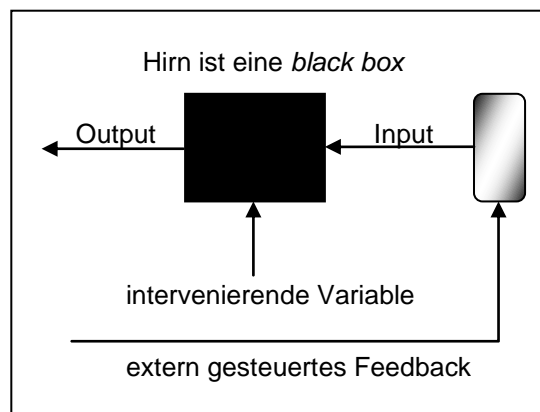 Hirn ist eine black box
Output
Input
intervenierende Variable
extern gesteuertes Feedback